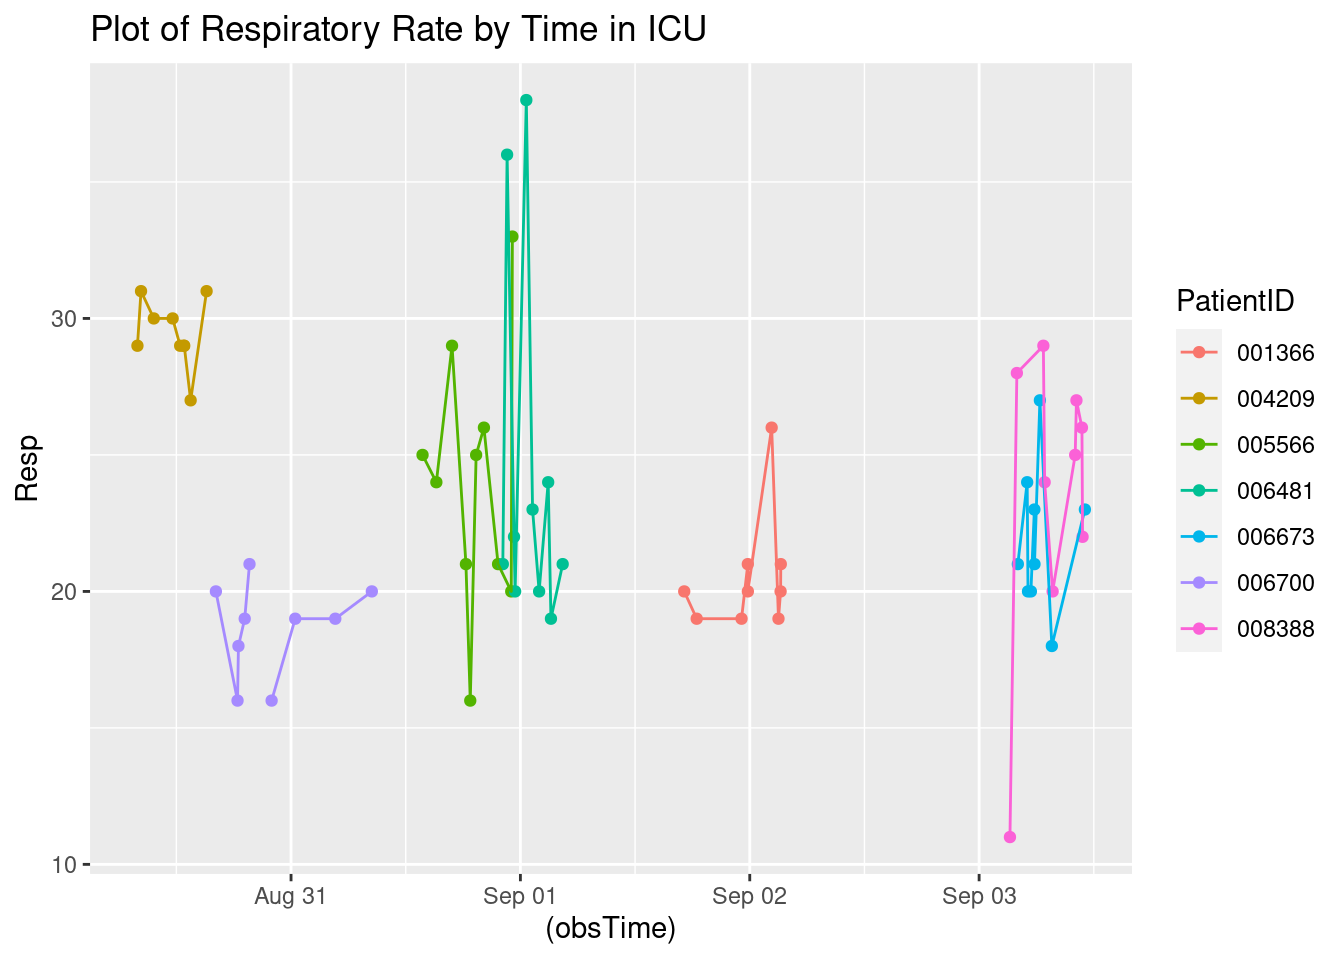 Plot of Respiratory Rate by Time in ICU
Resp
30
20
10
Aug 31
Sep 01
Sep 02
Sep 03
(obsTime)
PatientID
001366
004209
005566
006481
006673
006700
008388